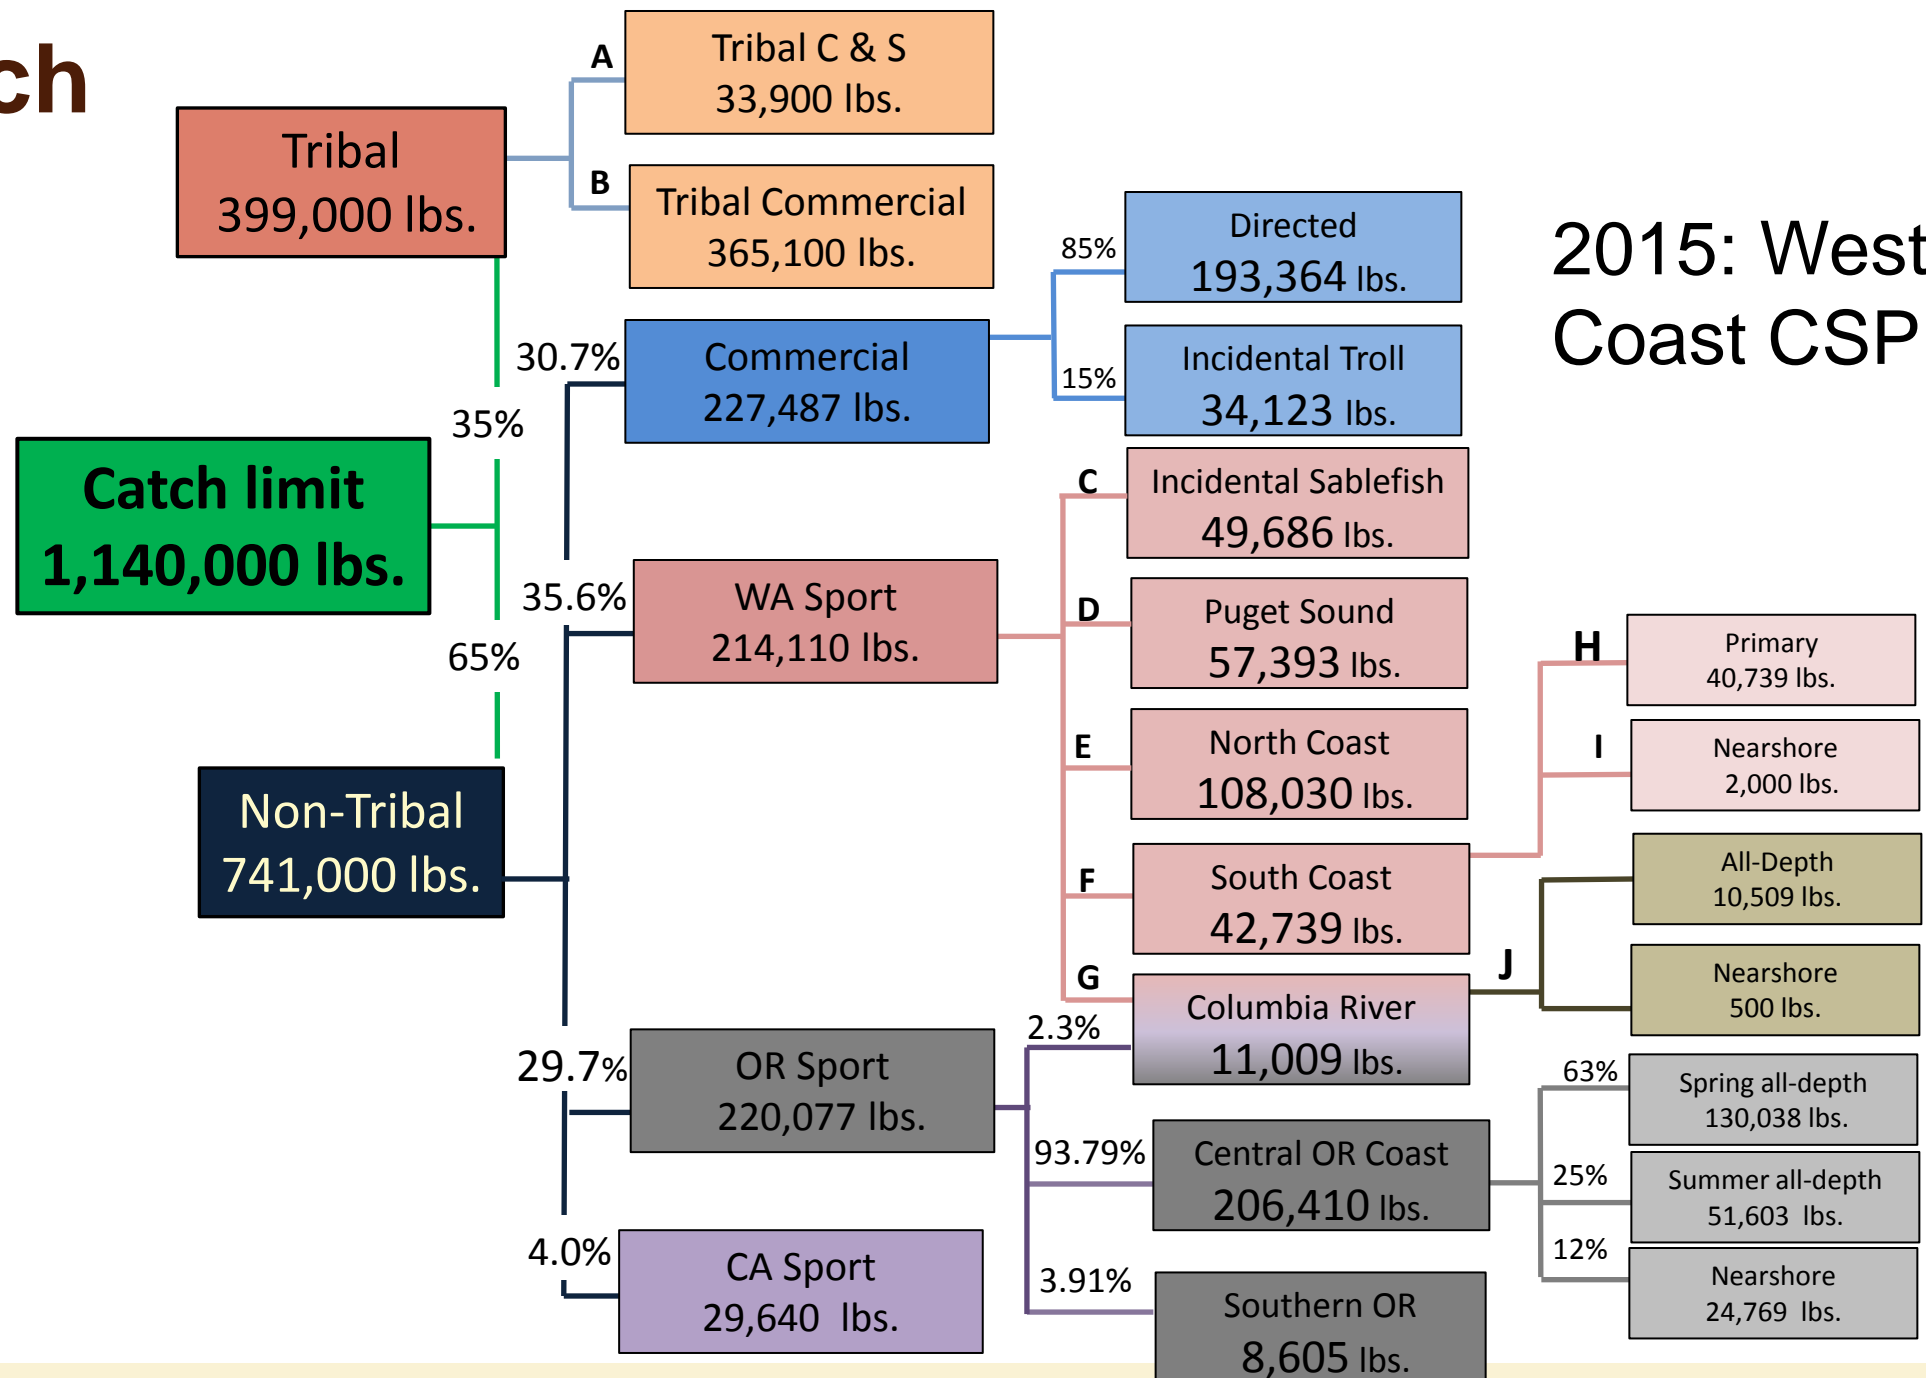 ch
2015: West
Coast CSP
Catch limit
1,140,000 lbs.
35%
65%
Tribal
399,000 lbs.
A
Tribal C & S
33,900 lbs.
B
Tribal Commercial
365,100 lbs.
Non-Tribal
741,000 lbs.
30.7%
Commercial
227,487 lbs.
85%
Directed
193,364 lbs.
15%
Incidental Troll
34,123 lbs.
35.6%
WA Sport
214,110 lbs.
C
Incidental Sablefish
49,686 lbs.
D
Puget Sound
57,393 lbs.
E
North Coast
108,030 lbs.
F
South Coast
42,739 lbs.
H
Primary
40,739 lbs.
I
Nearshore
2,000 lbs.
G
2.3%
Columbia River
11,009 lbs.
J
All-Depth
10,509 lbs.
Nearshore
500 lbs.
29.7%
OR Sport
220,077 lbs.
93.79%
Central OR Coast
206,410 lbs.
63%
Spring all-depth
130,038 lbs.
25%
Summer all-depth
51,603 lbs.
12%
Nearshore
24,769 lbs.
3.91%
Southern OR
8,605 lbs.
4.0%
CA Sport
29,640 lbs.